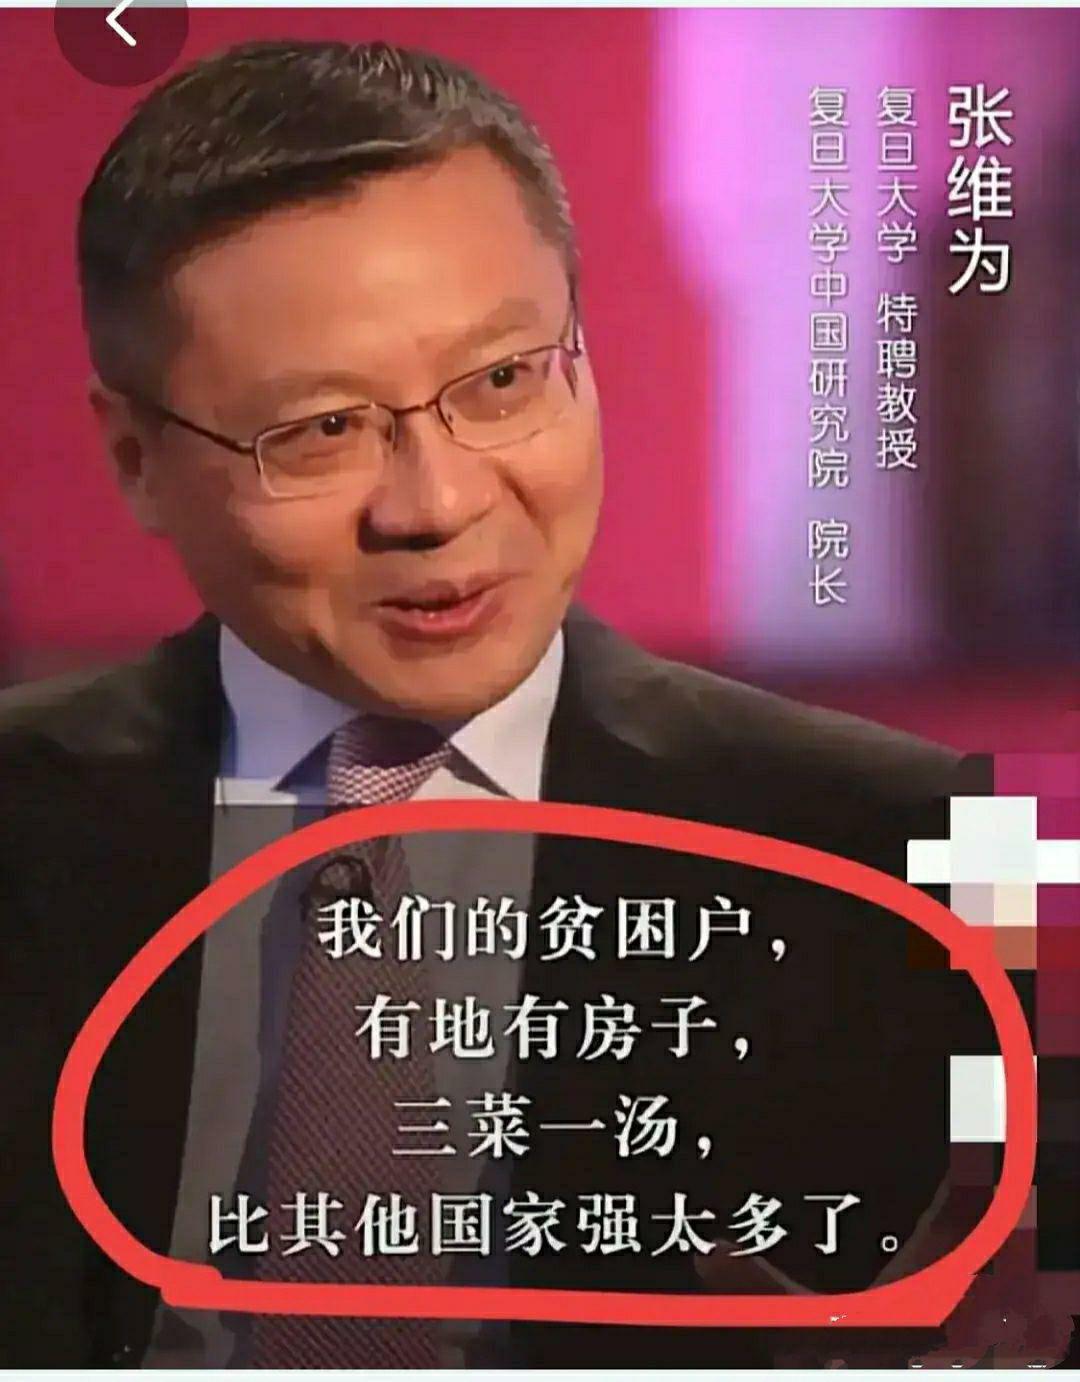 张维为
复旦大学 特聘教授
复旦大学中国研究院 院长
我们的贫困户，
有地有房子，
三菜一汤，
比其他国家强太多了。